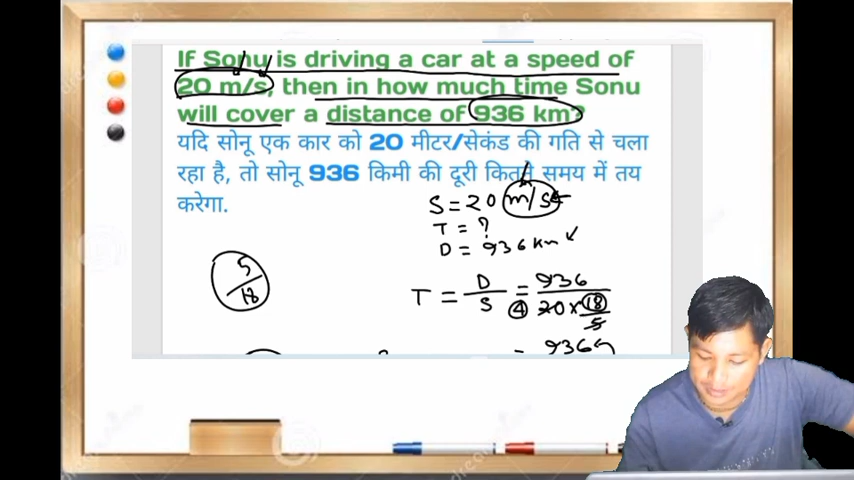 If Sonu is driving a car at a speed of
20 m/s, then in how much time Sonu
will cover a distance of 936 km?
यदि सोनू एक कार को 20 मीटर/सेकंड की गति से चला
रहा है, तो सोनू 936 किमी की दूरी कितने समय में तय
करेगा.
S = 20 m/s
T = ?
D = 936 km
5/18
T = D/S = 936/(20 × 18/5)
4
= 936